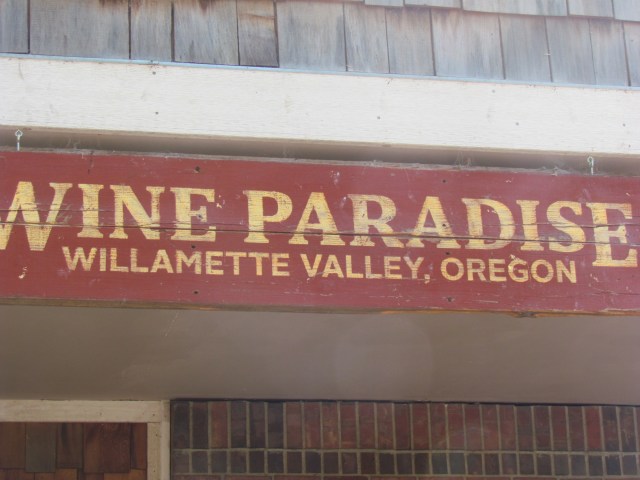 WINE PARADISE
WILLAMETTE VALLEY, OREGON